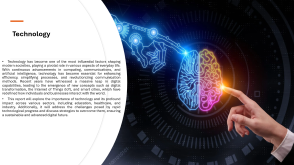 Technology
• Technology has become one of the most influential factors shaping
modern societies, playing a pivotal role in various aspects of everyday life.
With continuous advancements in computing, communications, and
artificial intelligence, technology has become essential for enhancing
efficiency, simplifying processes, and restructuring communication
methods. Recent years have witnessed a massive leap in digital
capabilities, leading to the emergence of new concepts such as digital
transformation, the Internet of Things (IoT), and smart cities, which have
redefined how individuals and businesses interact with the world.
• This report will explore the importance of technology and its profound
impact across various sectors, including education, healthcare, and
industry. Additionally, it will address the challenges posed by rapid
technological progress and discuss strategies to overcome them, ensuring
a sustainable and advanced digital future.